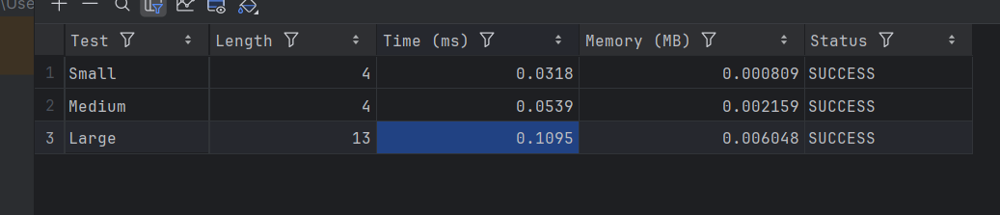 \Use
Test Length Time (ms) Memory (MB) Status
1 Small 4 0.0318 0.000809 SUCCESS
2 Medium 4 0.0539 0.002159 SUCCESS
3 Large 13 0.1095 0.006048 SUCCESS